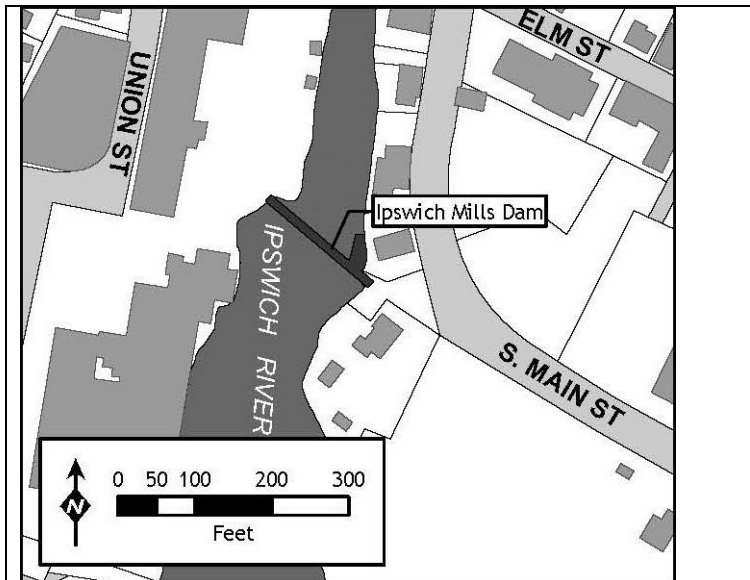 ELM ST
UNION ST
Ipswich Mills Dam
IPSWICH RIVER
S. MAIN ST
N
0 50 100 200 300
Feet